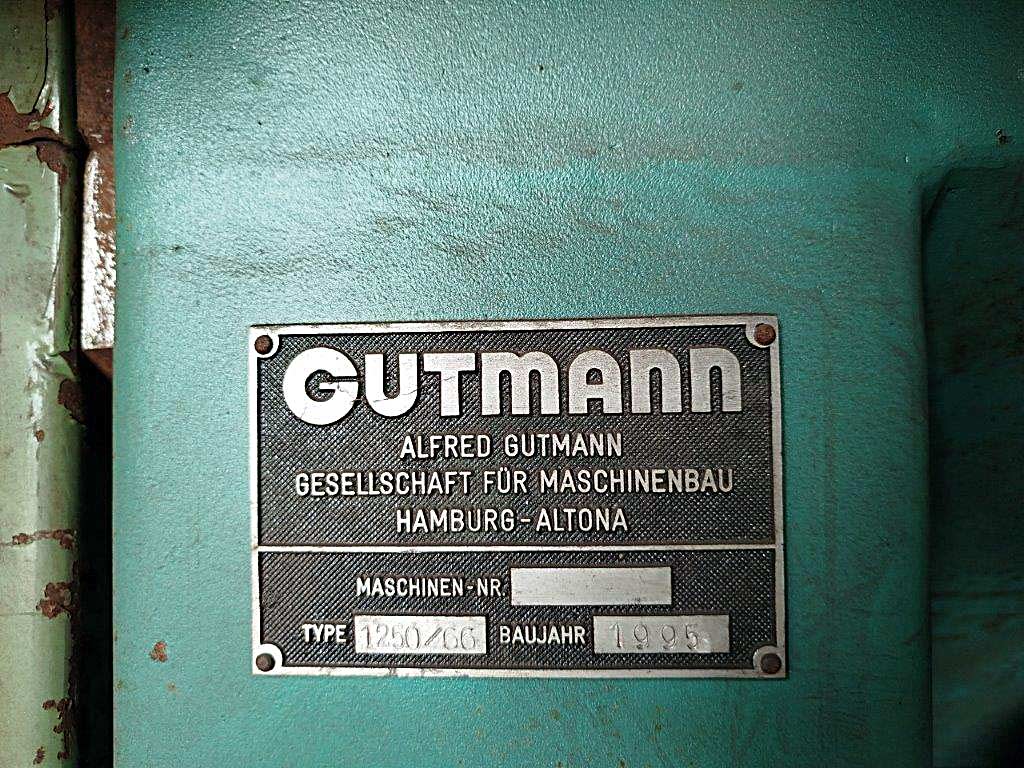 GUTMANN
ALFRED GUTMANN
GESELLSCHAFT FÜR MASCHINENBAU
HAMBURG-ALTONA
MASCHINEN-NR.
TYPE 1250/66 BAUJAHR 1995